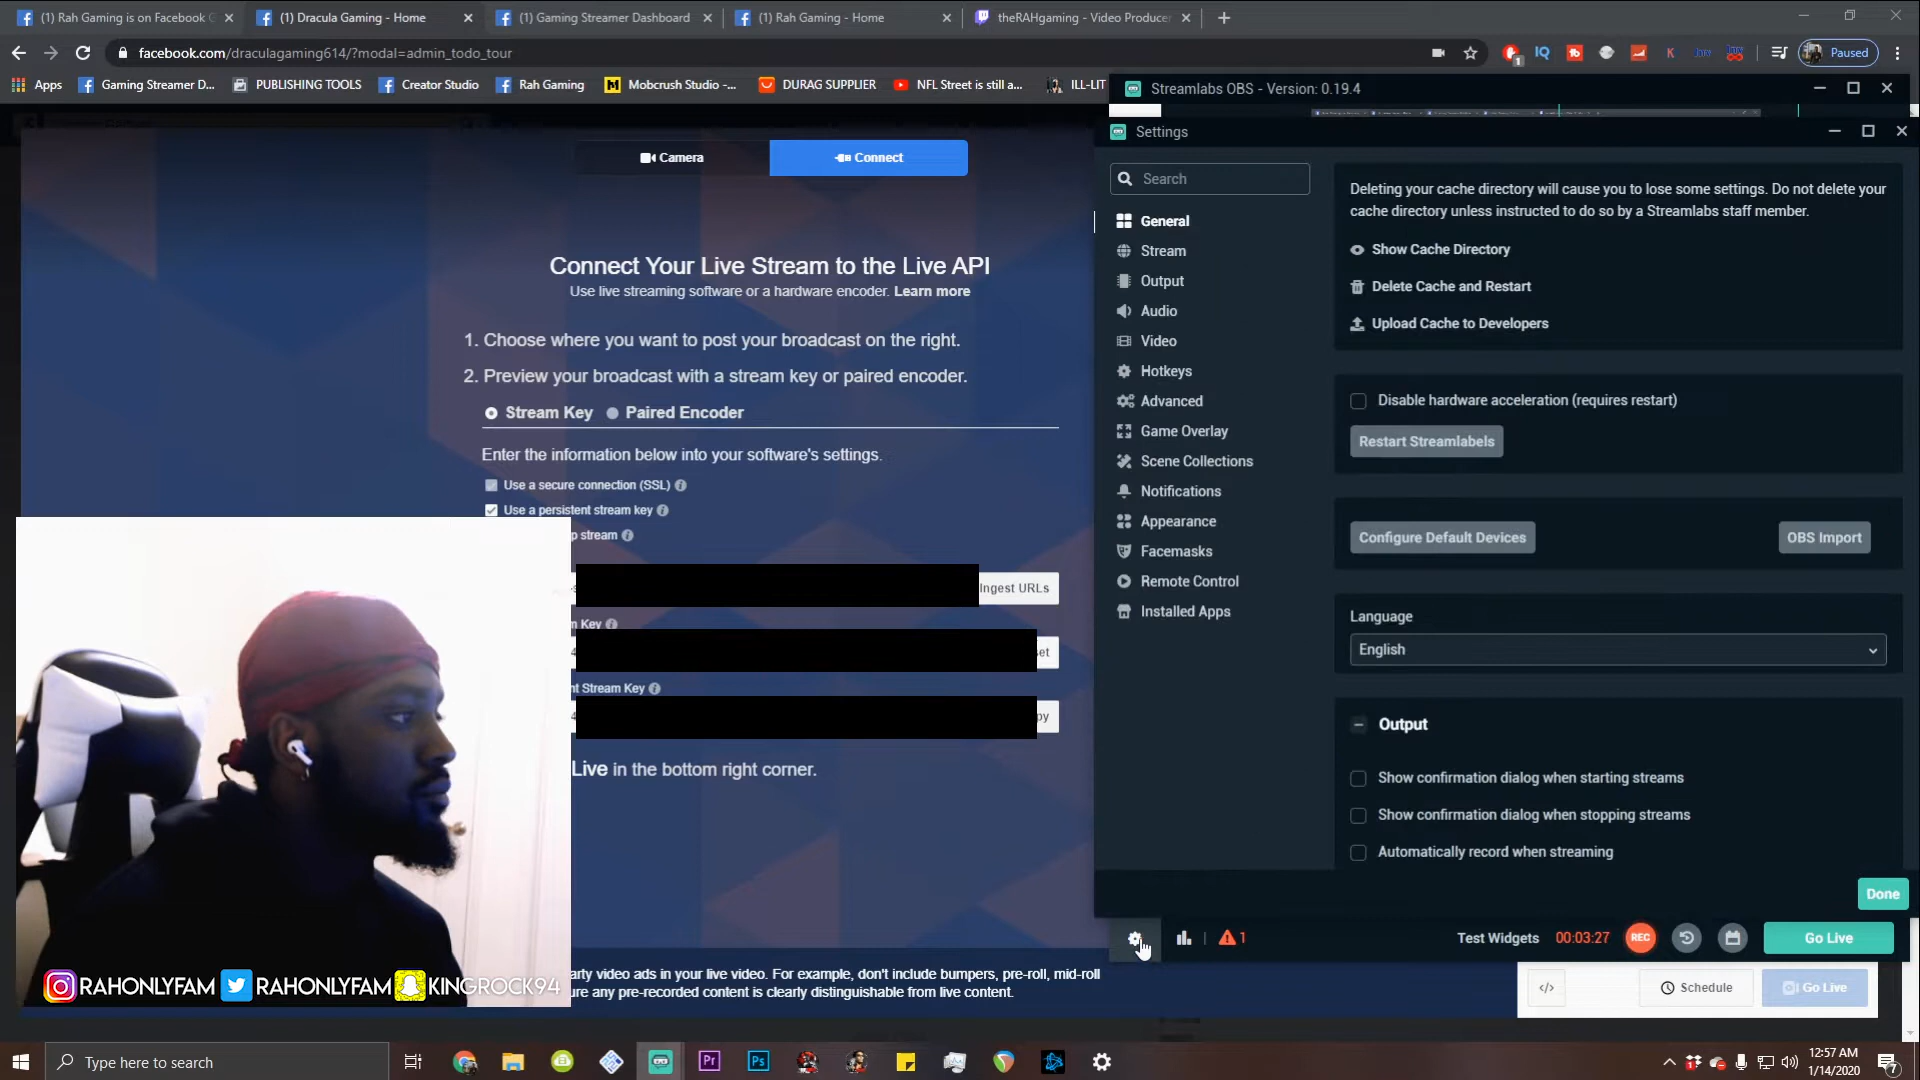 (1) Rah Gaming is on Facebook G
(1) Dracula Gaming - Home
(1) Gaming Streamer Dashboard
(1) Rah Gaming - Home
theRAHgaming - Video Producer
facebook.com/draculagaming614/?modal=admin_todo_tour
1
Paused
Apps
Gaming Streamer D...
PUBLISHING TOOLS
Creator Studio
Rah Gaming
Mobcrush Studio -...
DURAG SUPPLIER
NFL Street is still a...
ILL-LIT
Streamlabs OBS - Version: 0.19.4
Settings
Camera
Connect
Connect Your Live Stream to the Live API
Use live streaming software or a hardware encoder. Learn more
1. Choose where you want to post your broadcast on the right.
2. Preview your broadcast with a stream key or paired encoder.
Stream Key
Paired Encoder
Enter the information below into your software's settings.
Use a secure connection (SSL)
Use a persistent stream key
p stream
Ingest URLs
m Key
set
nt Stream Key
py
Live in the bottom right corner.
arty video ads in your live video. For example, don't include bumpers, pre-roll, mid-roll
ure any pre-recorded content is clearly distinguishable from live content.
RAHONLYFAM
RAHONLYFAM
KINGROCK94
Search
General
Stream
Output
Audio
Video
Hotkeys
Advanced
Game Overlay
Scene Collections
Notifications
Appearance
Facemasks
Remote Control
Installed Apps
Deleting your cache directory will cause you to lose some settings. Do not delete your
cache directory unless instructed to do so by a Streamlabs staff member.
Show Cache Directory
Delete Cache and Restart
Upload Cache to Developers
Disable hardware acceleration (requires restart)
Restart Streamlabels
Configure Default Devices
OBS Import
Language
English
Output
Show confirmation dialog when starting streams
Show confirmation dialog when stopping streams
Automatically record when streaming
Done
1
Test Widgets
00:03:27
REC
Go Live
</>
Schedule
Go Live
Type here to search
Pr
Ps
12:57 AM
1/14/2020
7